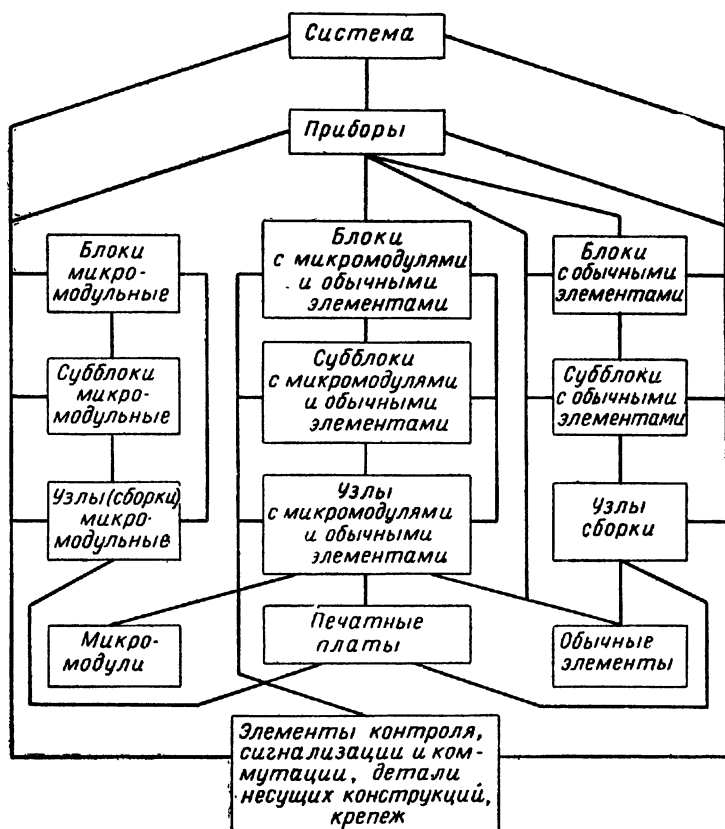 Система
Приборы
Блоки
микро-
модульные
Блоки
с микромодулями
и обычными
элементами
Блоки
с обычными
элементами
Субблоки
микро-
модульные
Субблоки
с микромодулями
и обычными
элементами
Субблоки
с обычными
элементами
Узлы (сборки)
микро-
модульные
Узлы
с микромодулями
и обычными
элементами
Узлы
сборки
Микро-
модули
Печатные
платы
Обычные
элементы
Элементы контроля,
сигнализации и ком-
мутации, детали
несущих конструкций,
крепеж